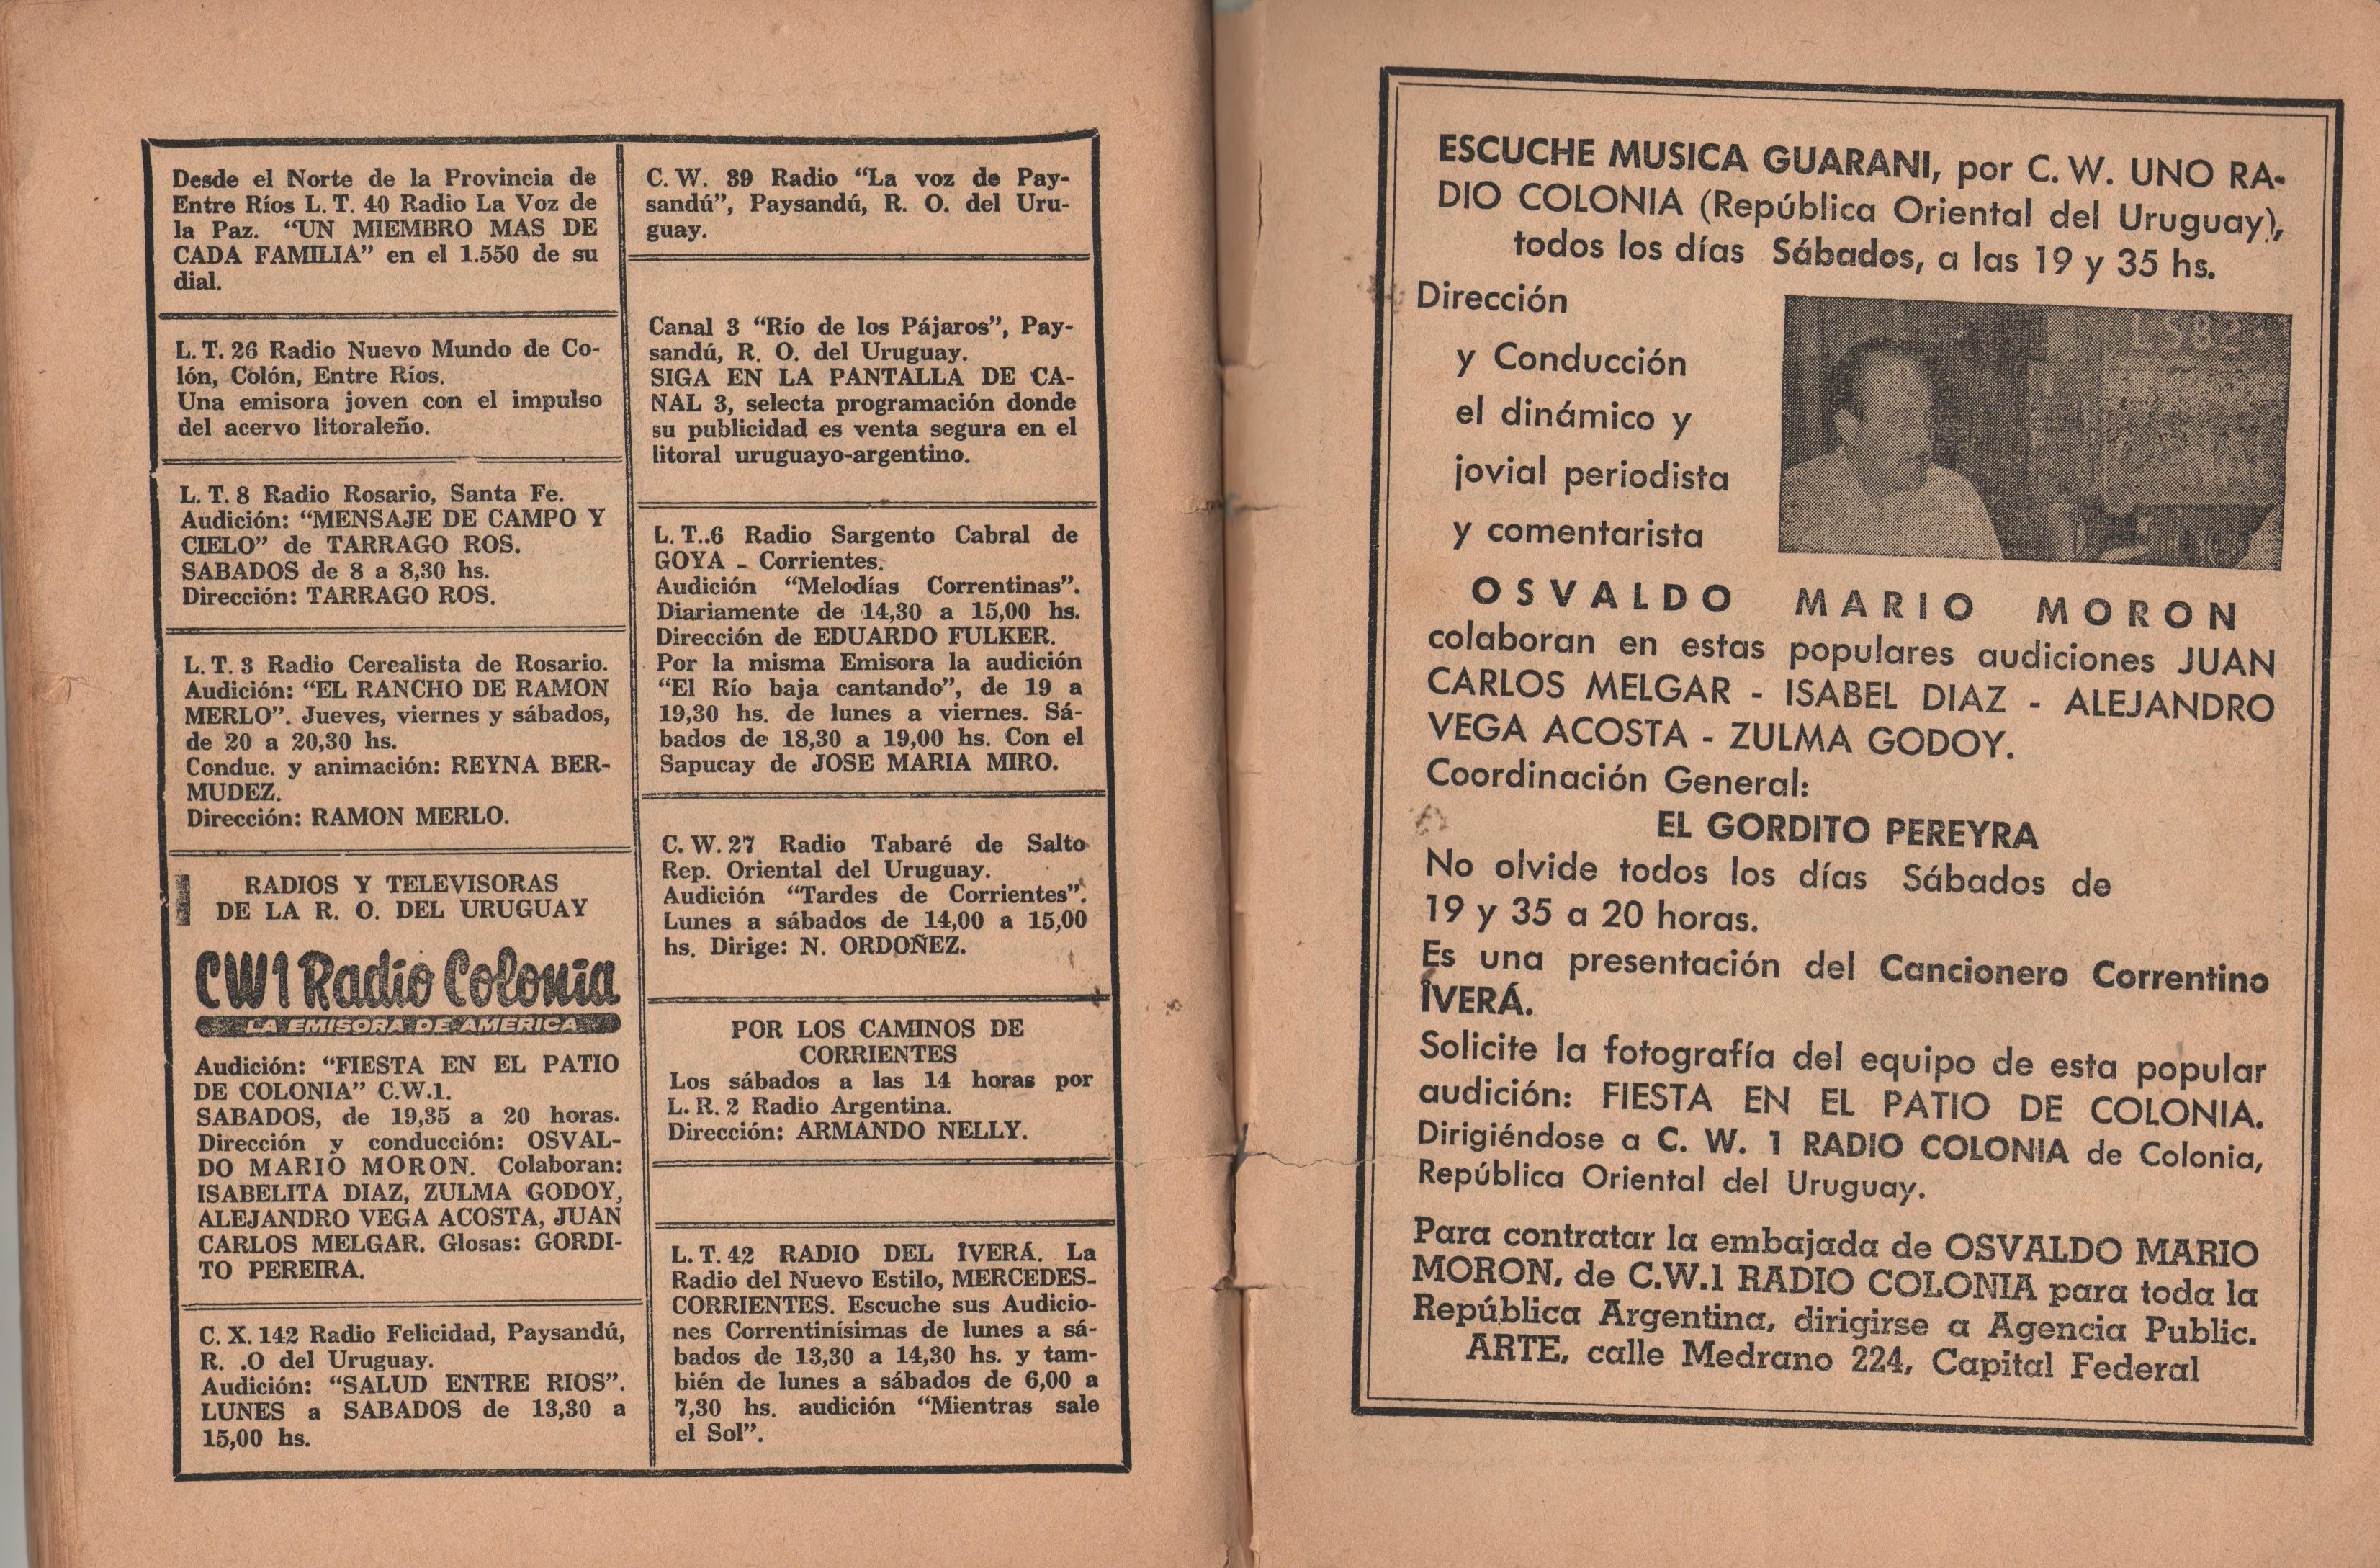 Desde el Norte de la Provincia de
Entre Ríos L. T. 40 Radio La Voz de
la Paz. “UN MIEMBRO MAS DE
CADA FAMILIA” en el 1.550 de su
dial.
L. T. 26 Radio Nuevo Mundo de Co-
lón, Colón, Entre Ríos.
Una emisora joven con el impulso
del acervo litoraleño.
L. T. 8 Radio Rosario, Santa Fe.
Audición: “MENSAJE DE CAMPO Y
CIELO” de TARRAGO ROS.
SABADOS de 8 a 8,30 hs.
Dirección: TARRAGO ROS.
L. T. 3 Radio Cerealista de Rosario.
Audición: “EL RANCHO DE RAMON
MERLO”. Jueves, viernes y sábados,
de 20 a 20,30 hs.
Conduc. y animación: REYNA BER-
MUDEZ.
Dirección: RAMON MERLO.
RADIOS Y TELEVISORAS
DE LA R. O. DEL URUGUAY
CW1 Radio Colonia
LA EMISORA DE AMERICA
Audición: “FIESTA EN EL PATIO
DE COLONIA” C.W.1.
SABADOS, de 19,35 a 20 horas.
Dirección y conducción: OSVAL-
DO MARIO MORON. Colaboran:
ISABELITA DIAZ, ZULMA GODOY,
ALEJANDRO VEGA ACOSTA, JUAN
CARLOS MELGAR. Glosas: GORDI-
TO PEREIRA.
C. X. 142 Radio Felicidad, Paysandú,
R. .O del Uruguay.
Audición: “SALUD ENTRE RIOS”.
LUNES a SABADOS de 13,30 a
15,00 hs.
C. W. 39 Radio “La voz de Pay-
sandú”, Paysandú, R. O. del Uru-
guay.
Canal 3 “Río de los Pájaros”, Pay-
sandú, R. O. del Uruguay.
SIGA EN LA PANTALLA DE CA-
NAL 3, selecta programación donde
su publicidad es venta segura en el
litoral uruguayo-argentino.
L. T..6 Radio Sargento Cabral de
GOYA - Corrientes.
Audición “Melodías Correntinas”.
Diariamente de 14,30 a 15,00 hs.
Dirección de EDUARDO FULKER.
Por la misma Emisora la audición
“El Río baja cantando”, de 19 a
19,30 hs. de lunes a viernes. Sá-
bados de 18,30 a 19,00 hs. Con el
Sapucay de JOSE MARIA MIRO.
C. W. 27 Radio Tabaré de Salto
Rep. Oriental del Uruguay.
Audición “Tardes de Corrientes”.
Lunes a sábados de 14,00 a 15,00
hs. Dirige: N. ORDOÑEZ.
POR LOS CAMINOS DE
CORRIENTES
Los sábados a las 14 horas por
L. R. 2 Radio Argentina.
Dirección: ARMANDO NELLY.
L. T. 42 RADIO DEL ÎVERÁ. La
Radio del Nuevo Estilo, MERCEDES-
CORRIENTES. Escuche sus Audicio-
nes Correntinísimas de lunes a sá-
bados de 13,30 a 14,30 hs. y tam-
bién de lunes a sábados de 6,00 a
7,30 hs. audición “Mientras sale
el Sol”.
ESCUCHE MUSICA GUARANI, por C. W. UNO RA-
DIO COLONIA (República Oriental del Uruguay),
todos los días Sábados, a las 19 y 35 hs.
Dirección
y Conducción
el dinámico y
jovial periodista
y comentarista
LS82
OSVALDO MARIO MORON
colaboran en estas populares audiciones JUAN
CARLOS MELGAR - ISABEL DIAZ - ALEJANDRO
VEGA ACOSTA - ZULMA GODOY.
Coordinación General:
EL GORDITO PEREYRA
No olvide todos los días Sábados de
19 y 35 a 20 horas.
Es una presentación del Cancionero Correntino
ÎVERÁ.
Solicite la fotografía del equipo de esta popular
audición: FIESTA EN EL PATIO DE COLONIA.
Dirigiéndose a C. W. 1 RADIO COLONIA de Colonia,
República Oriental del Uruguay.
Para contratar la embajada de OSVALDO MARIO
MORON, de C.W.1 RADIO COLONIA para toda la
República Argentina, dirigirse a Agencia Public.
ARTE, calle Medrano 224, Capital Federal